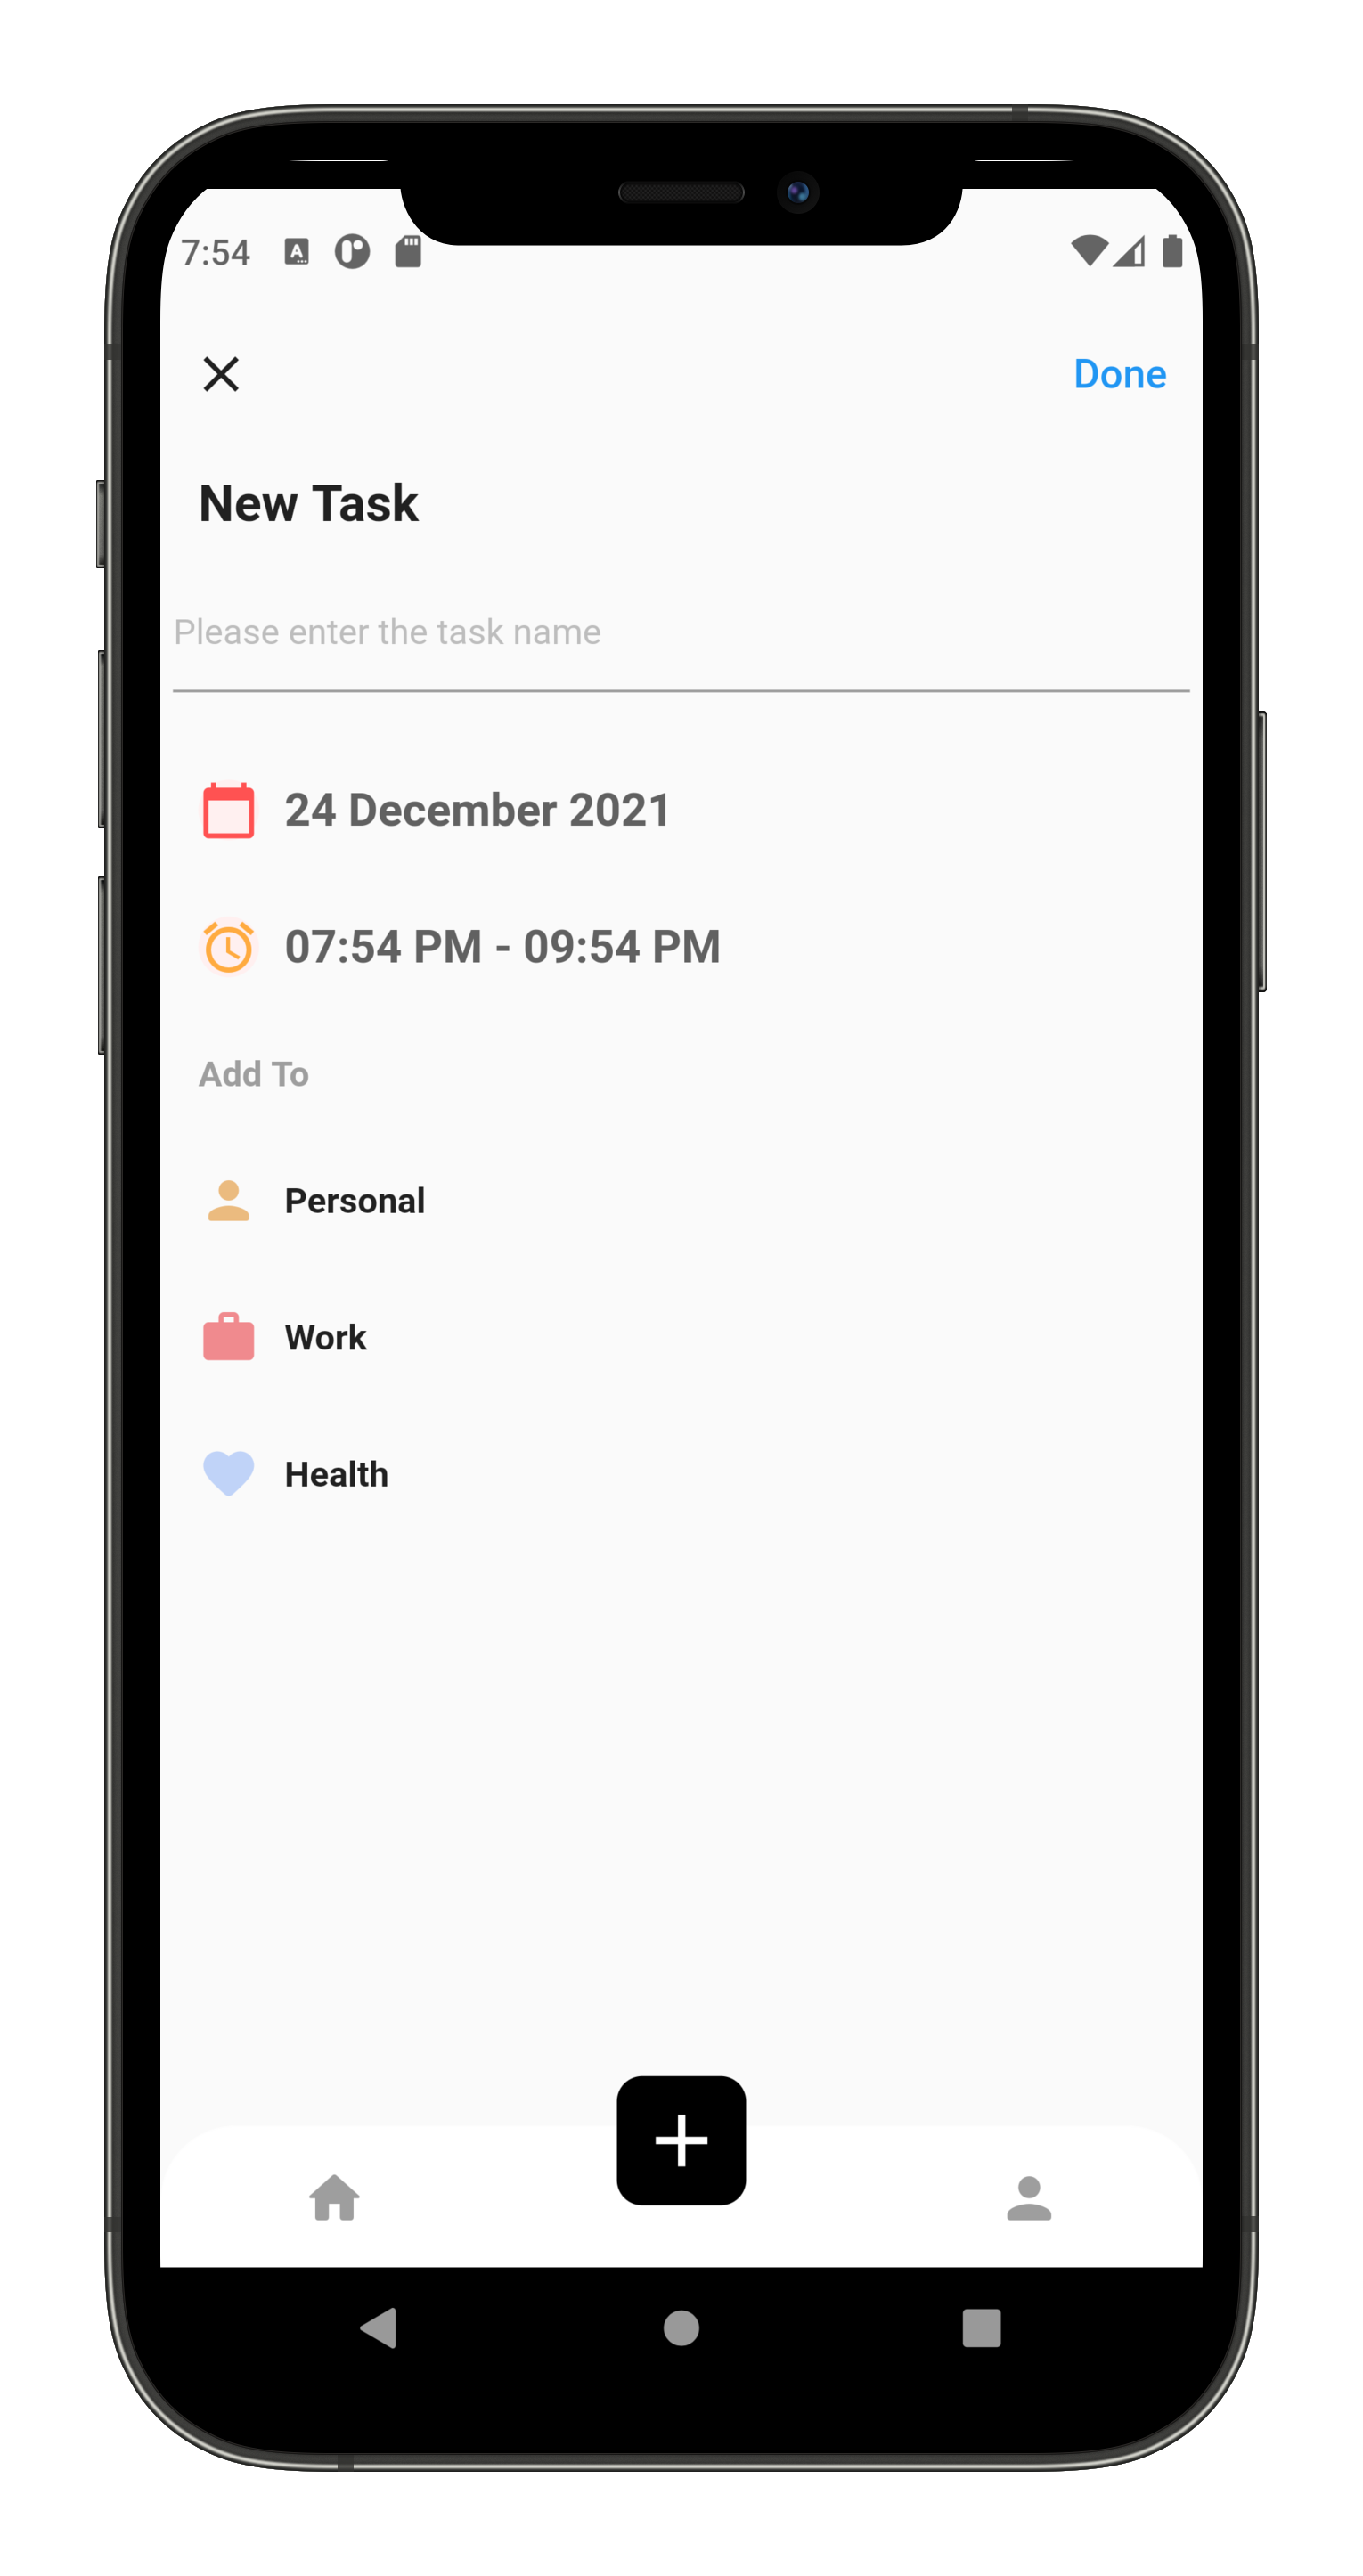 7:54
Done
New Task
Please enter the task name
24 December 2021
07:54 PM - 09:54 PM
Add To
Personal
Work
Health